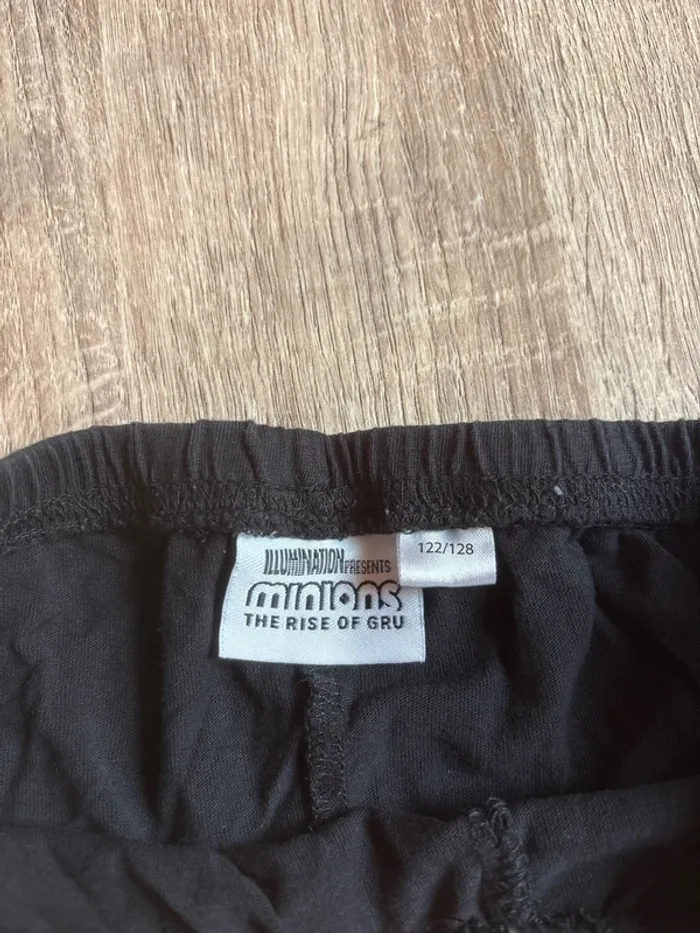 ILLUMINATION PRESENTS
minions
THE RISE OF GRU
122/128